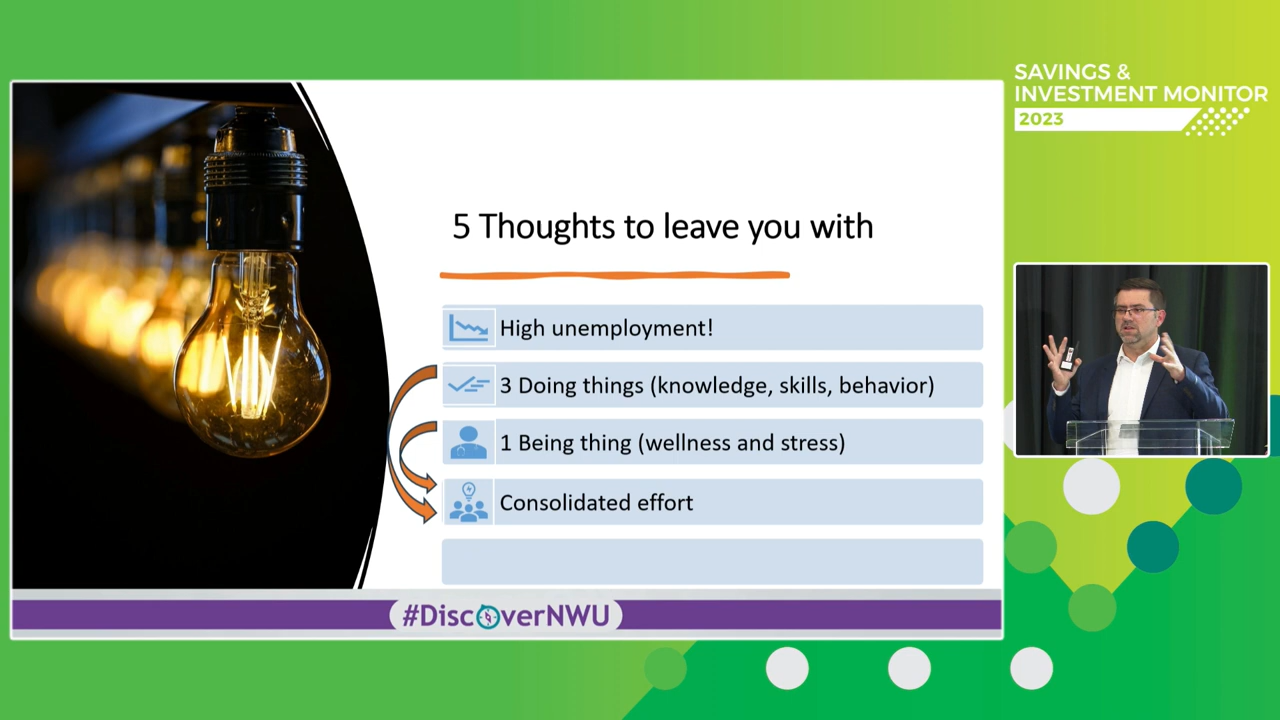 SAVINGS &
INVESTMENT MONITOR
2023
5 Thoughts to leave you with
High unemployment!
3 Doing things (knowledge, skills, behavior)
1 Being thing (wellness and stress)
Consolidated effort
#DiscoverNWU